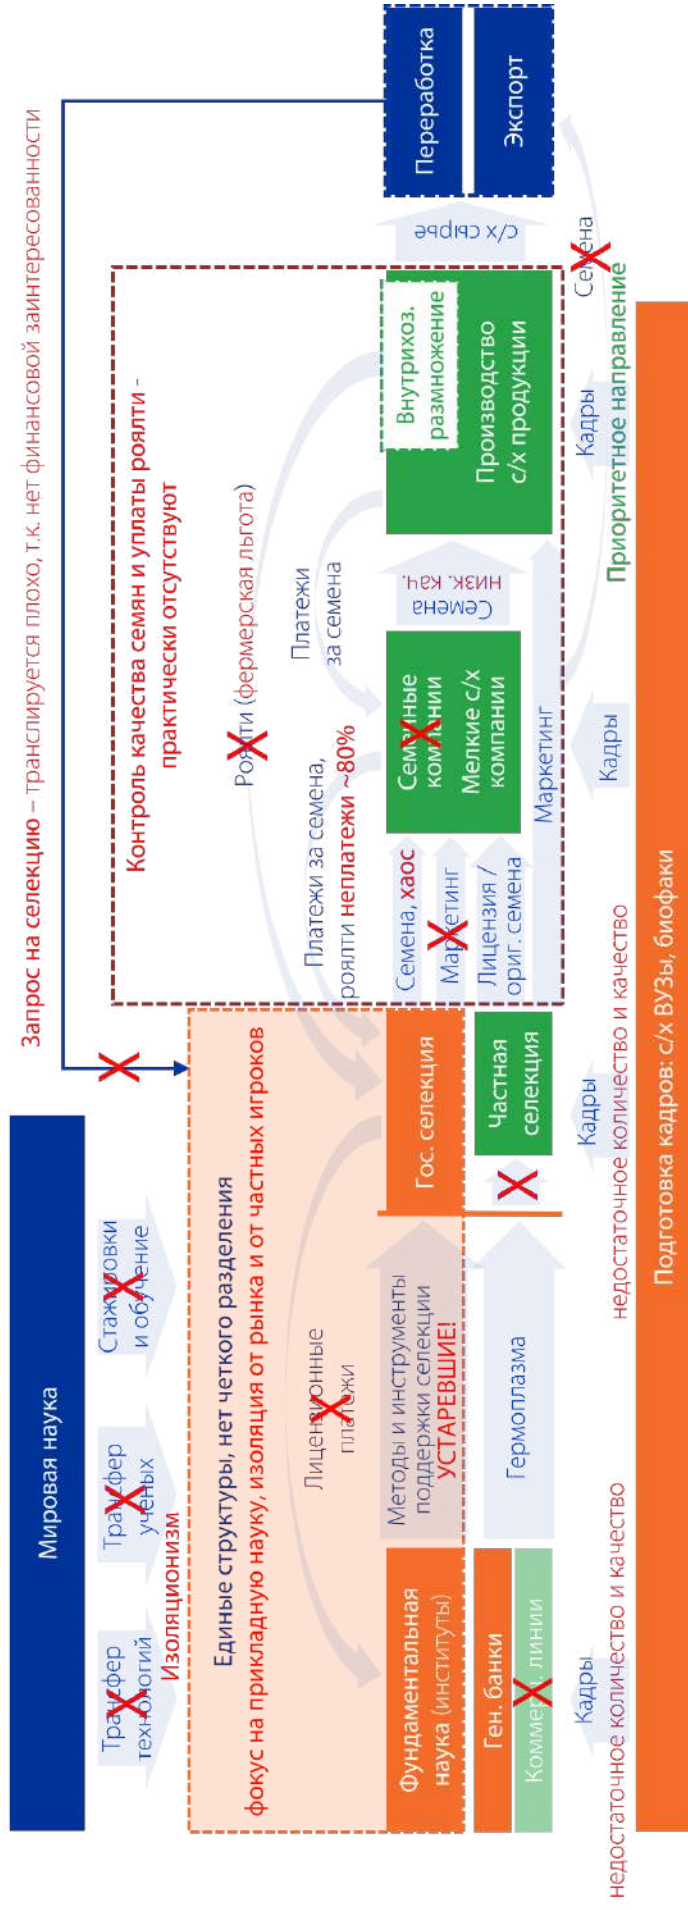 Запрос на селекцию – транслируется плохо, т.к. нет финансовой заинтересованности
Мировая наука
Трансфер
технологий
Трансфер
ученых
Стажировки
и обучение
Изоляционизм
Единые структуры, нет четкого разделения
фокус на прикладную науку, изоляция от рынка и от частных игроков
Лицензионные
платежи
Контроль качества семян и уплаты роялти -
практически отсутствуют
Роялти (фермерская льгота)
Платежи за семена,
роялти неплатежи ~80%
Платежи
за семена
Фундаментальная
наука (институты)
Ген. банки
Коммерч. линии
Методы и инструменты
поддержки селекции
УСТАРЕВШИЕ!
Гермоплазма
Гос. селекция
Частная
селекция
Семена, хаос
Маркетинг
Лицензия /
ориг. семена
Семенные
компании
Мелкие с/х
компании
Маркетинг
Семена
низк. кач.
Внутрихоз.
размножение
Производство
с/х продукции
с/х сырье
Переработка
Экспорт
Семена
Кадры
Кадры
Кадры
Кадры
недостаточное количество и качество
недостаточное количество и качество
Приоритетное направление
Подготовка кадров: с/х ВУЗы, биофаки